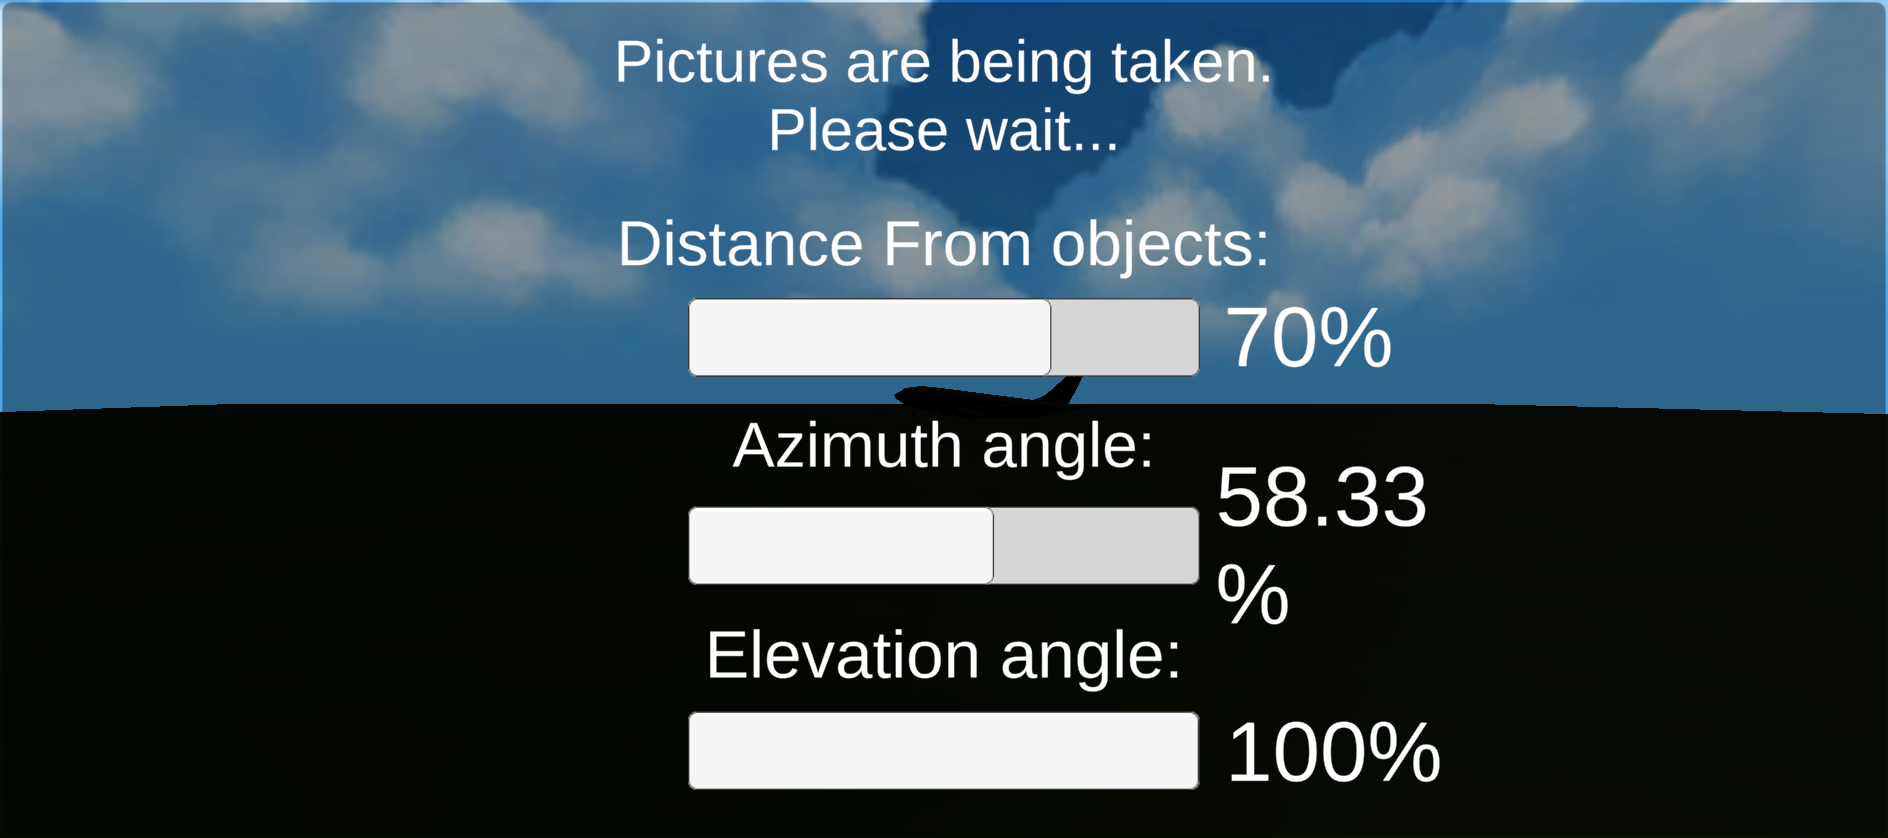 Pictures are being taken.
Please wait...
Distance From objects:
70%
Azimuth angle:
58.33
%
Elevation angle:
100%